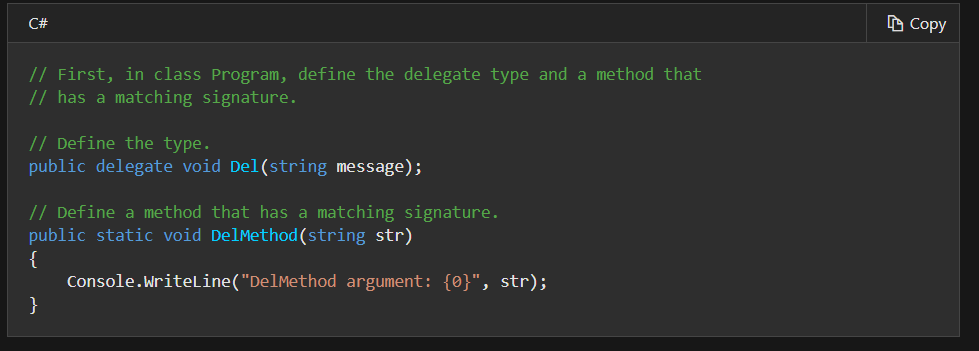 C#
Copy
// First, in class Program, define the delegate type and a method that
// has a matching signature.
// Define the type.
public delegate void Del(string message);
// Define a method that has a matching signature.
public static void DelMethod(string str)
{
    Console.WriteLine("DelMethod argument: {0}", str);
}